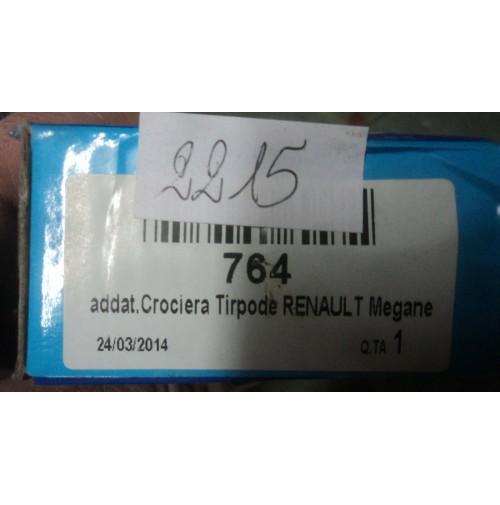 2215
764
addat.Crociera Tirpode RENAULT Megane
24/03/2014 Q.TA 1